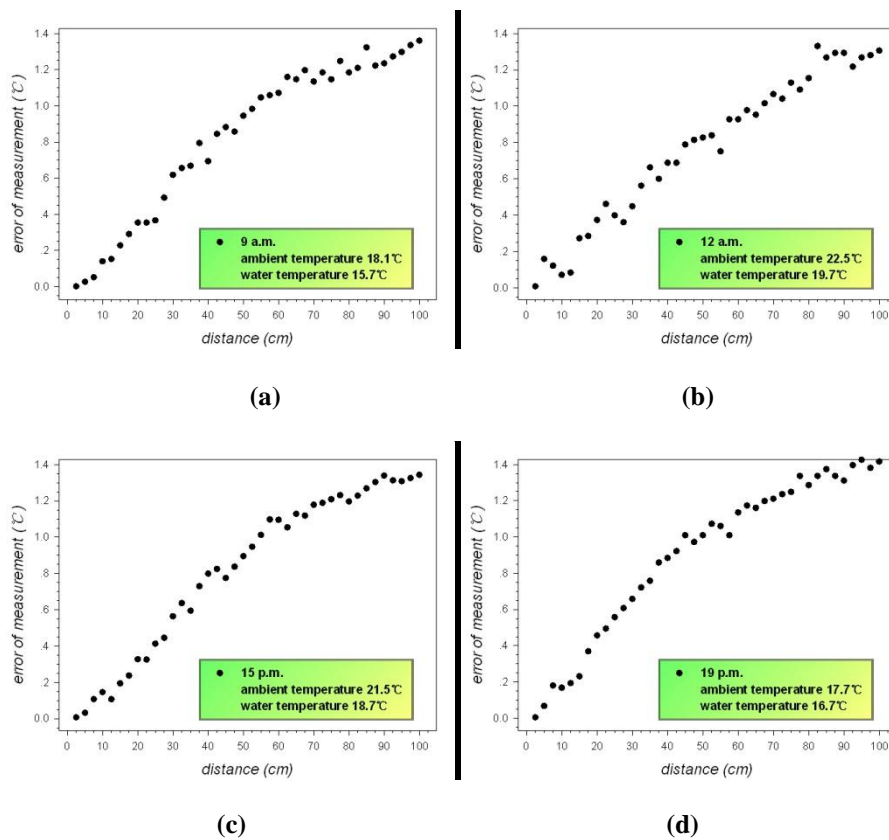 1.4
1.2
1.0
.8
.6
.4
.2
0.0
error of measurement (℃)
9 a.m.
ambient temperature 18.1℃
water temperature 15.7℃
0 10 20 30 40 50 60 70 80 90 100
distance (cm)
(a)
1.4
1.2
1.0
.8
.6
.4
.2
0.0
error of measurement (℃)
12 a.m.
ambient temperature 22.5℃
water temperature 19.7℃
0 10 20 30 40 50 60 70 80 90 100
distance (cm)
(b)
1.4
1.2
1.0
.8
.6
.4
.2
0.0
error of measurement (℃)
15 p.m.
ambient temperature 21.5℃
water temperature 18.7℃
0 10 20 30 40 50 60 70 80 90 100
distance (cm)
(c)
1.4
1.2
1.0
.8
.6
.4
.2
0.0
error of measurement (℃)
19 p.m.
ambient temperature 17.7℃
water temperature 16.7℃
0 10 20 30 40 50 60 70 80 90 100
distance (cm)
(d)